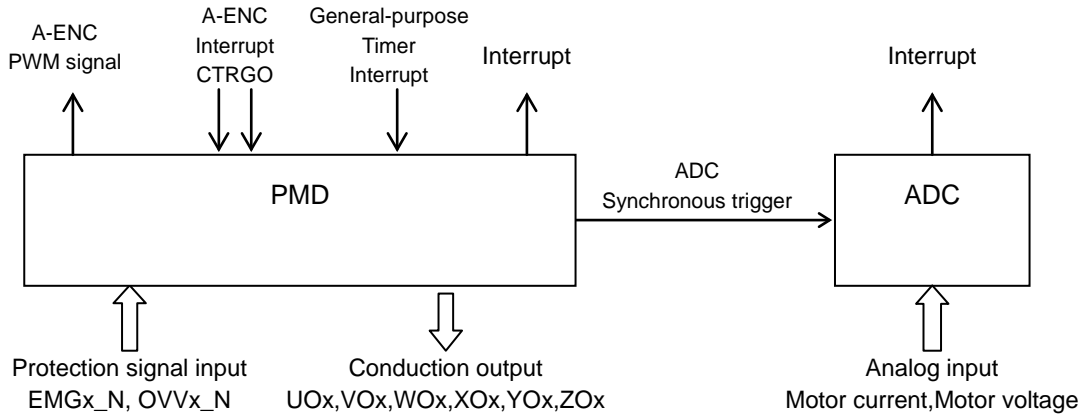 A-ENC
PWM signal
A-ENC
Interrupt
CTRGO
General-purpose
Timer
Interrupt
Interrupt
Interrupt
PMD
ADC
Synchronous trigger
ADC
Protection signal input
EMGx_N, OVVx_N
Conduction output
UOx,VOx,WOx,XOx,YOx,ZOx
Analog input
Motor current,Motor voltage